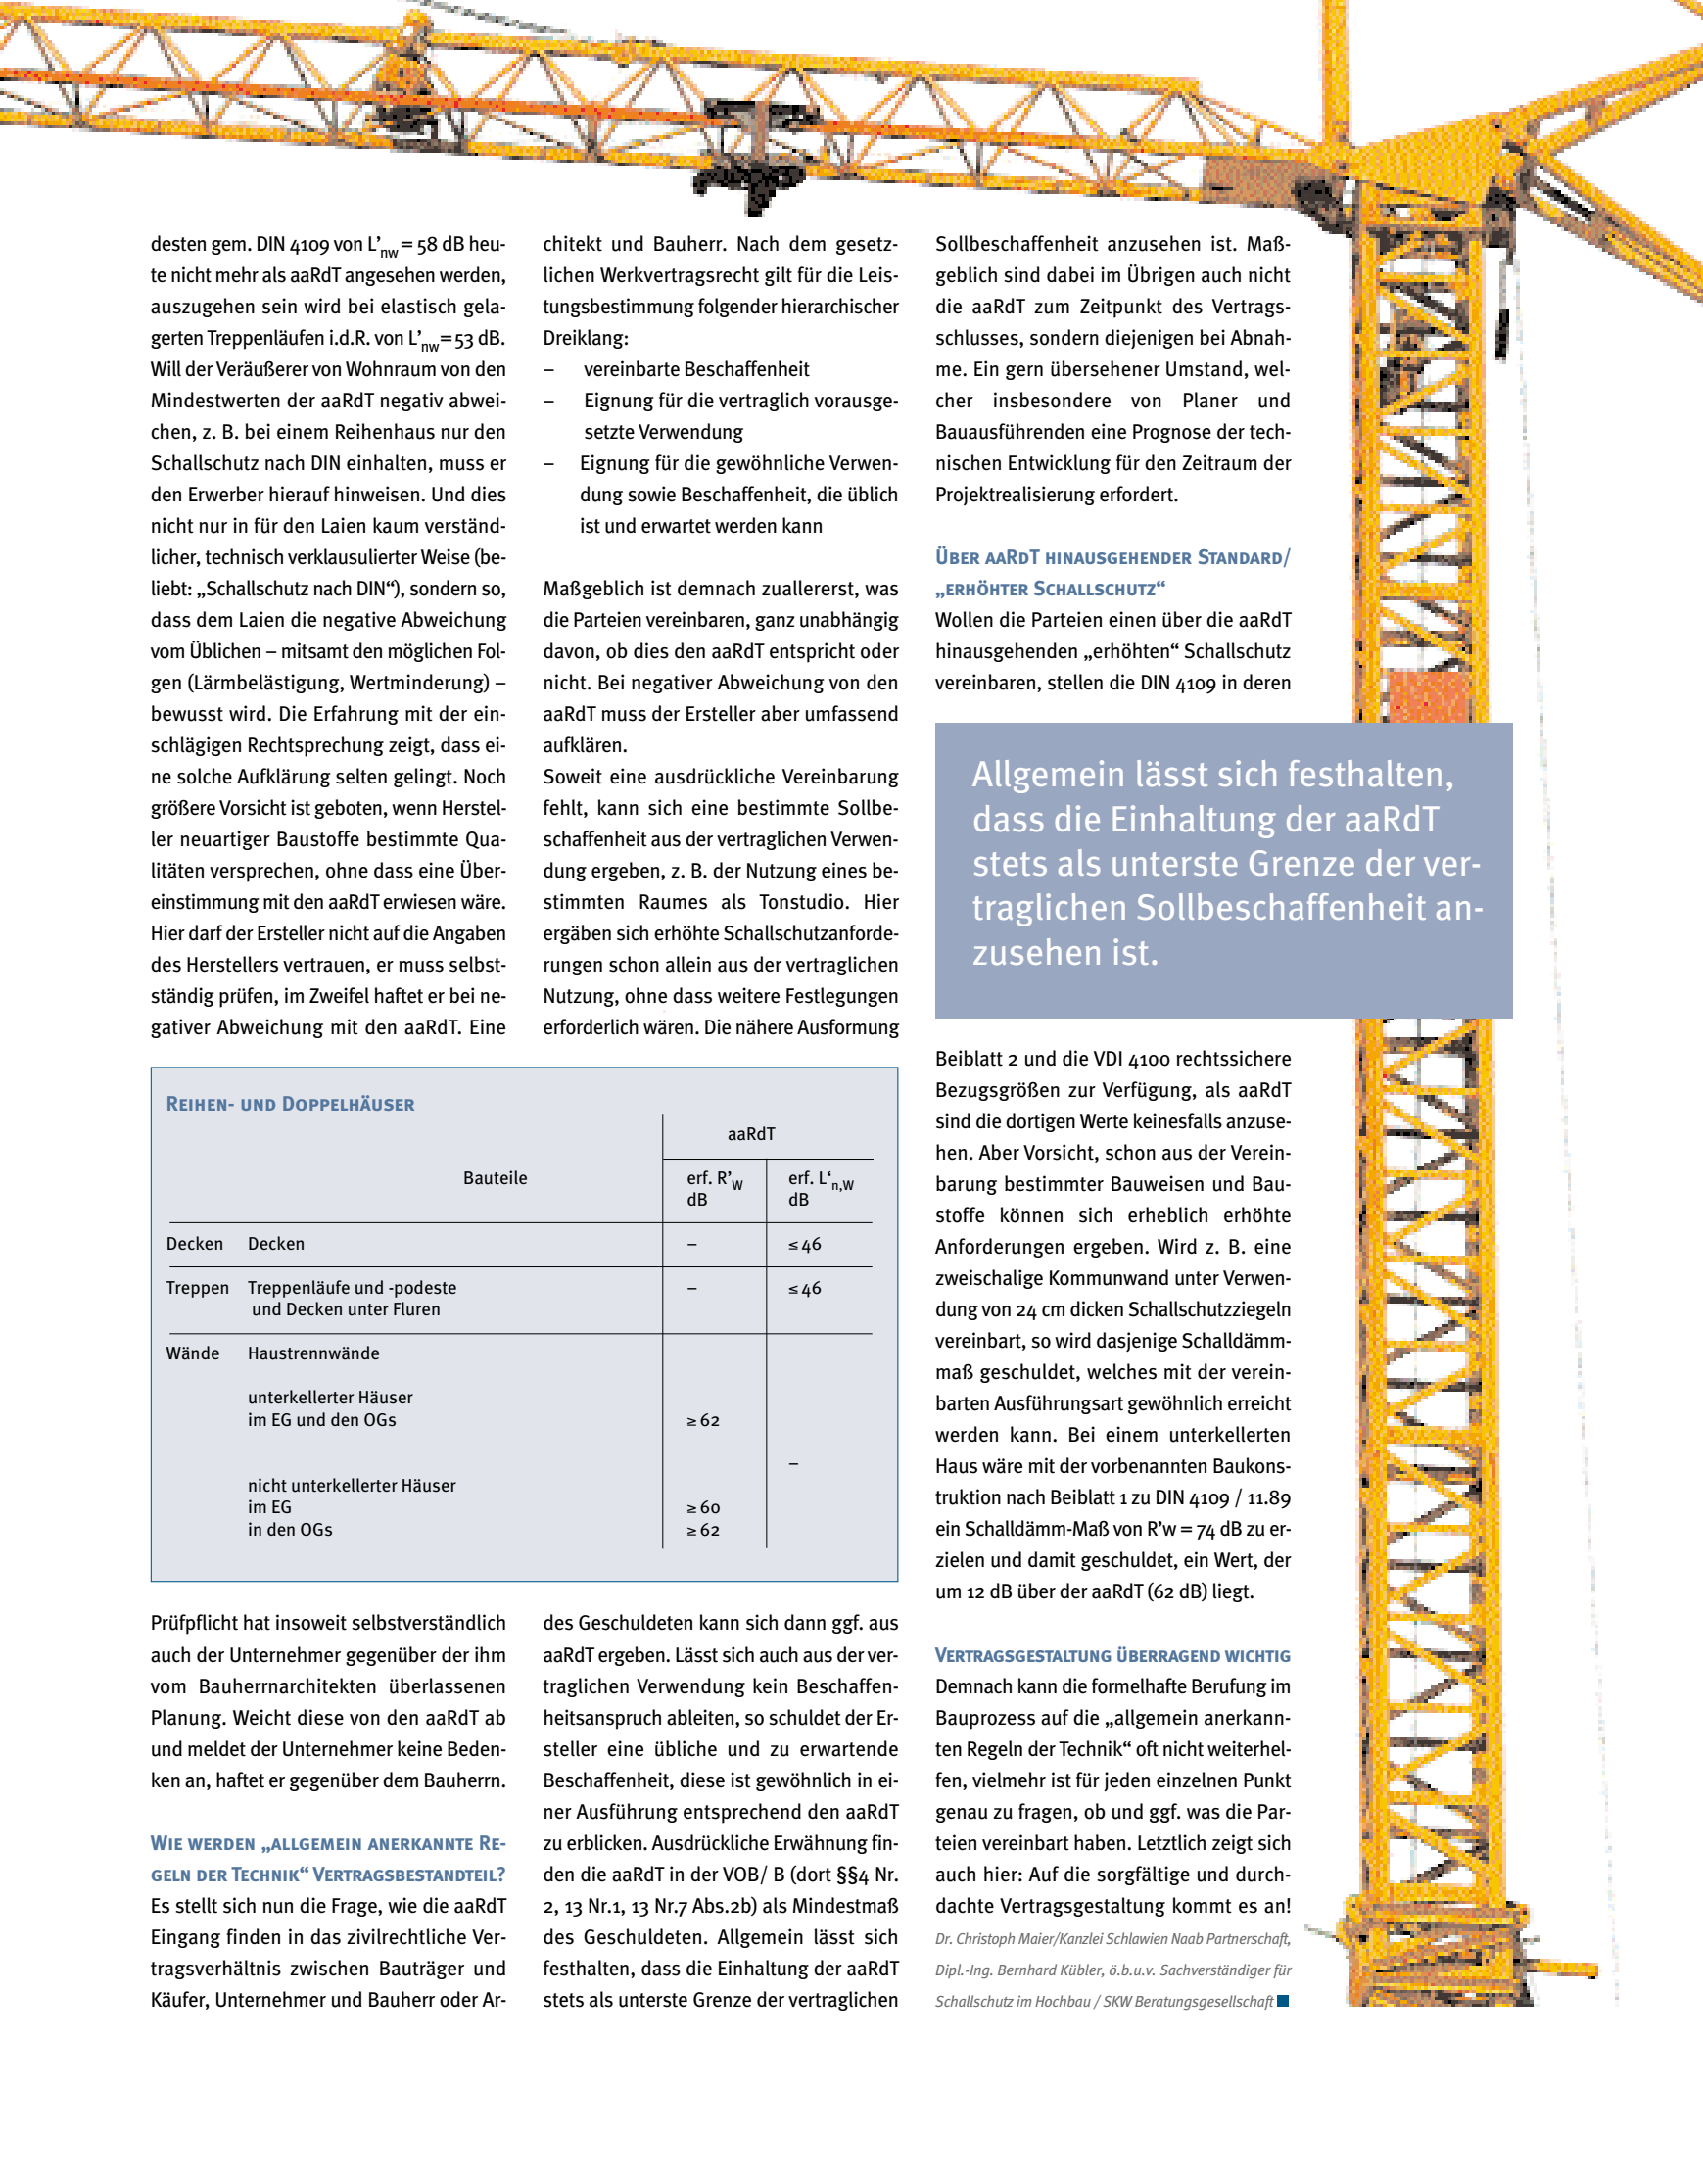 desten gem. DIN 4109 von L’nw = 58 dB heu-
te nicht mehr als aaRdT angesehen werden,
auszugehen sein wird bei elastisch gela-
gerten Treppenläufen i.d.R. von L’nw = 53 dB.
Will der Veräußerer von Wohnraum von den
Mindestwerten der aaRdT negativ abwei-
chen, z. B. bei einem Reihenhaus nur den
Schallschutz nach DIN einhalten, muss er
den Erwerber hierauf hinweisen. Und dies
nicht nur in für den Laien kaum verständ-
licher, technisch verklausulierter Weise (be-
liebt: „Schallschutz nach DIN“), sondern so,
dass dem Laien die negative Abweichung
vom Üblichen – mitsamt den möglichen Fol-
gen (Lärmbelästigung, Wertminderung) –
bewusst wird. Die Erfahrung mit der ein-
schlägigen Rechtsprechung zeigt, dass ei-
ne solche Aufklärung selten gelingt. Noch
größere Vorsicht ist geboten, wenn Herstel-
ler neuartiger Baustoffe bestimmte Qua-
litäten versprechen, ohne dass eine Über-
einstimmung mit den aaRdT erwiesen wäre.
Hier darf der Ersteller nicht auf die Angaben
des Herstellers vertrauen, er muss selbst-
ständig prüfen, im Zweifel haftet er bei ne-
gativer Abweichung mit den aaRdT. Eine
Prüfpflicht hat insoweit selbstverständlich
auch der Unternehmer gegenüber der ihm
vom Bauherrnarchitekten überlassenen
Planung. Weicht diese von den aaRdT ab
und meldet der Unternehmer keine Beden-
ken an, haftet er gegenüber dem Bauherrn.
WIE WERDEN „ALLGEMEIN ANERKANNTE RE-
GELN DER TECHNIK“ VERTRAGSBESTANDTEIL?
Es stellt sich nun die Frage, wie die aaRdT
Eingang finden in das zivilrechtliche Ver-
tragsverhältnis zwischen Bauträger und
Käufer, Unternehmer und Bauherr oder Ar-
chitekt und Bauherr. Nach dem gesetz-
lichen Werkvertragsrecht gilt für die Leis-
tungsbestimmung folgender hierarchischer
Dreiklang:
– vereinbarte Beschaffenheit
– Eignung für die vertraglich vorausge-
setzte Verwendung
– Eignung für die gewöhnliche Verwen-
dung sowie Beschaffenheit, die üblich
ist und erwartet werden kann
Maßgeblich ist demnach zuallererst, was
die Parteien vereinbaren, ganz unabhängig
davon, ob dies den aaRdT entspricht oder
nicht. Bei negativer Abweichung von den
aaRdT muss der Ersteller aber umfassend
aufklären.
Soweit eine ausdrückliche Vereinbarung
fehlt, kann sich eine bestimmte Sollbe-
schaffenheit aus der vertraglichen Verwen-
dung ergeben, z. B. der Nutzung eines be-
stimmten Raumes als Tonstudio. Hier
ergäben sich erhöhte Schallschutzanforde-
rungen schon allein aus der vertraglichen
Nutzung, ohne dass weitere Festlegungen
erforderlich wären. Die nähere Ausformung
des Geschuldeten kann sich dann ggf. aus
aaRdT ergeben. Lässt sich auch aus der ver-
traglichen Verwendung kein Beschaffen-
heitsanspruch ableiten, so schuldet der Er-
steller eine übliche und zu erwartende
Beschaffenheit, diese ist gewöhnlich in ei-
ner Ausführung entsprechend den aaRdT
zu erblicken. Ausdrückliche Erwähnung fin-
den die aaRdT in der VOB/ B (dort §§4 Nr.
2, 13 Nr.1, 13 Nr.7 Abs.2b) als Mindestmaß
des Geschuldeten. Allgemein lässt sich
festhalten, dass die Einhaltung der aaRdT
stets als unterste Grenze der vertraglichen
Sollbeschaffenheit anzusehen ist. Maß-
geblich sind dabei im Übrigen auch nicht
die aaRdT zum Zeitpunkt des Vertrags-
schlusses, sondern diejenigen bei Abnah-
me. Ein gern übersehener Umstand, wel-
cher insbesondere von Planer und
Bauausführenden eine Prognose der tech-
nischen Entwicklung für den Zeitraum der
Projektrealisierung erfordert.
ÜBER AARDT HINAUSGEHENDER STANDARD/
„ERHÖHTER SCHALLSCHUTZ“
Wollen die Parteien einen über die aaRdT
hinausgehenden „erhöhten“ Schallschutz
vereinbaren, stellen die DIN 4109 in deren
Allgemein lässt sich festhalten,
dass die Einhaltung der aaRdT
stets als unterste Grenze der ver-
traglichen Sollbeschaffenheit an-
zusehen ist.
Beiblatt 2 und die VDI 4100 rechtssichere
Bezugsgrößen zur Verfügung, als aaRdT
sind die dortigen Werte keinesfalls anzuse-
hen. Aber Vorsicht, schon aus der Verein-
barung bestimmter Bauweisen und Bau-
stoffe können sich erheblich erhöhte
Anforderungen ergeben. Wird z. B. eine
zweischalige Kommunwand unter Verwen-
dung von 24 cm dicken Schallschutzziegeln
vereinbart, so wird dasjenige Schalldämm-
maß geschuldet, welches mit der verein-
barten Ausführungsart gewöhnlich erreicht
werden kann. Bei einem unterkellerten
Haus wäre mit der vorbenannten Baukons-
truktion nach Beiblatt 1 zu DIN 4109 / 11.89
ein Schalldämm-Maß von R’w = 74 dB zu er-
zielen und damit geschuldet, ein Wert, der
um 12 dB über der aaRdT (62 dB) liegt.
VERTRAGSGESTALTUNG ÜBERRAGEND WICHTIG
Demnach kann die formelhafte Berufung im
Bauprozess auf die „allgemein anerkann-
ten Regeln der Technik“ oft nicht weiterhel-
fen, vielmehr ist für jeden einzelnen Punkt
genau zu fragen, ob und ggf. was die Par-
teien vereinbart haben. Letztlich zeigt sich
auch hier: Auf die sorgfältige und durch-
dachte Vertragsgestaltung kommt es an!
Dr. Christoph Maier/Kanzlei Schlawien Naab Partnerschaft,
Dipl.-Ing. Bernhard Kübler, ö.b.u.v. Sachverständiger für
Schallschutz im Hochbau / SKW Beratungsgesellschaft
REIHEN- UND DOPPELHÄUSER
aaRdT
Bauteile erf. R’W erf. L‘n,W
dB dB
Decken Decken – ≤ 46
Treppen Treppenläufe und -podeste – ≤ 46
und Decken unter Fluren
Wände Haustrennwände
unterkellerter Häuser
im EG und den OGs ≥ 62
–
nicht unterkellerter Häuser
im EG ≥ 60
in den OGs ≥ 62